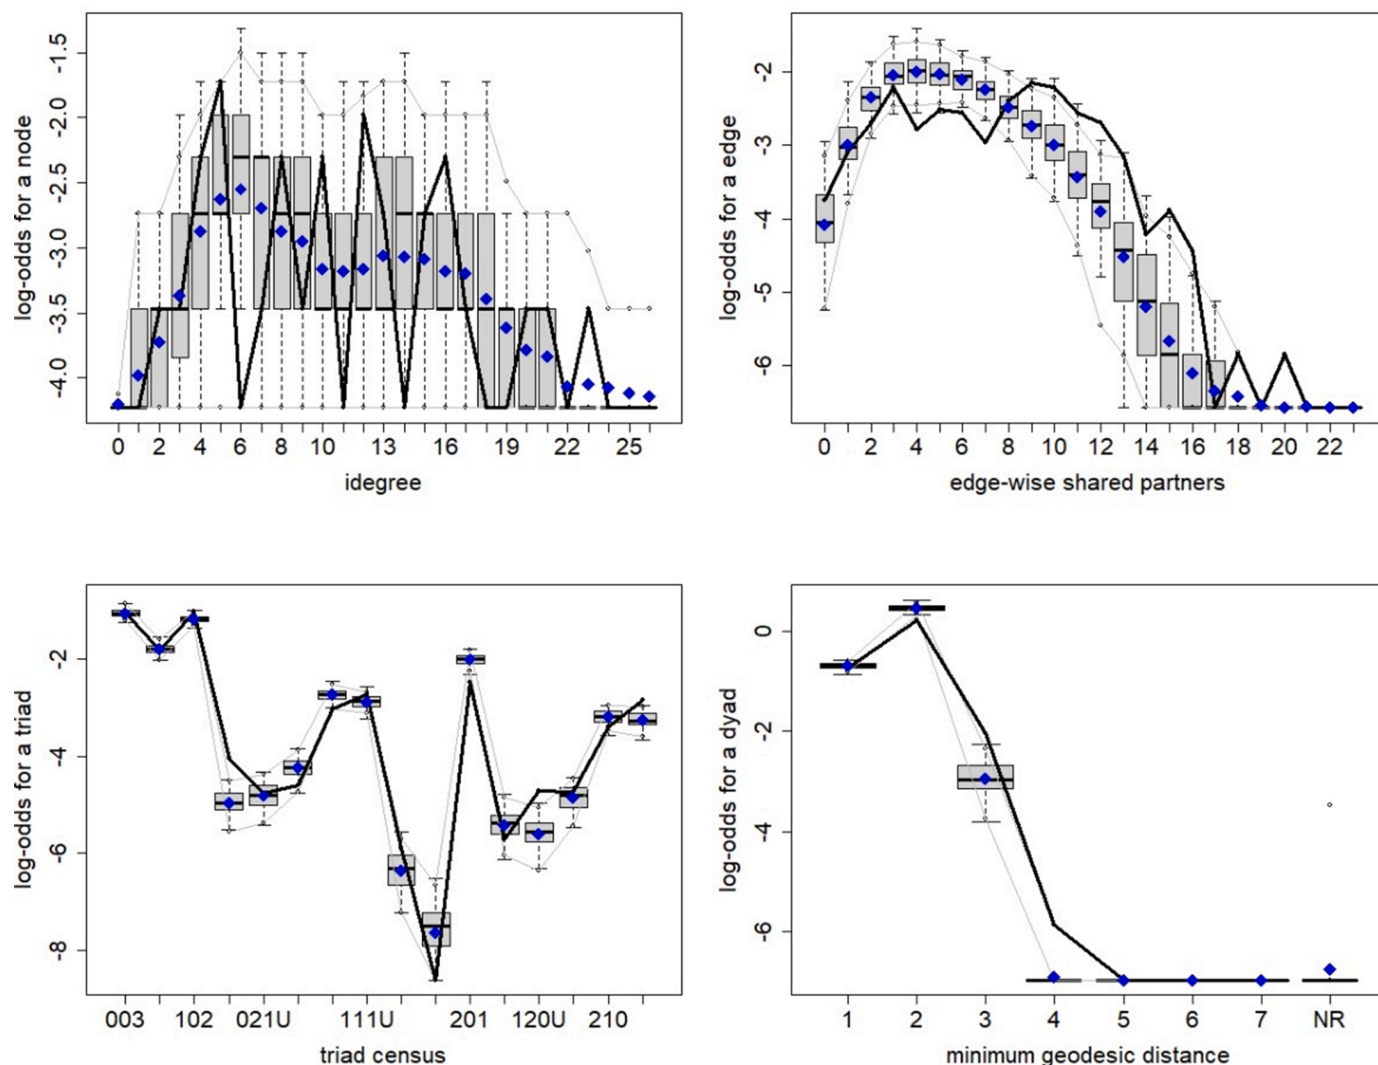 log-odds for a node
-1.5
-2.0
-2.5
-3.0
-3.5
-4.0
0 2 4 6 8 10 13 16 19 22 25
idegree
log-odds for a edge
-2
-3
-4
-5
-6
0 2 4 6 8 10 12 14 16 18 20 22
edge-wise shared partners
log-odds for a triad
-2
-4
-6
-8
003 102 021U 111U 201 120U 210
triad census
log-odds for a dyad
0
-2
-4
-6
1 2 3 4 5 6 7 NR
minimum geodesic distance